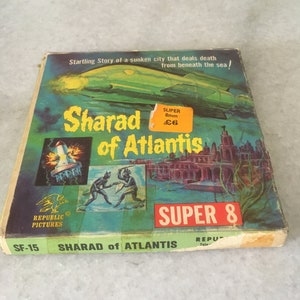 Startling Story of a sunken city that deals death
from beneath the sea!
Sharad
of Atlantis
SUPER
8mm
£6
REPUBLIC
PICTURES
SUPER 8
SF-15 SHARAD of ATLANTIS